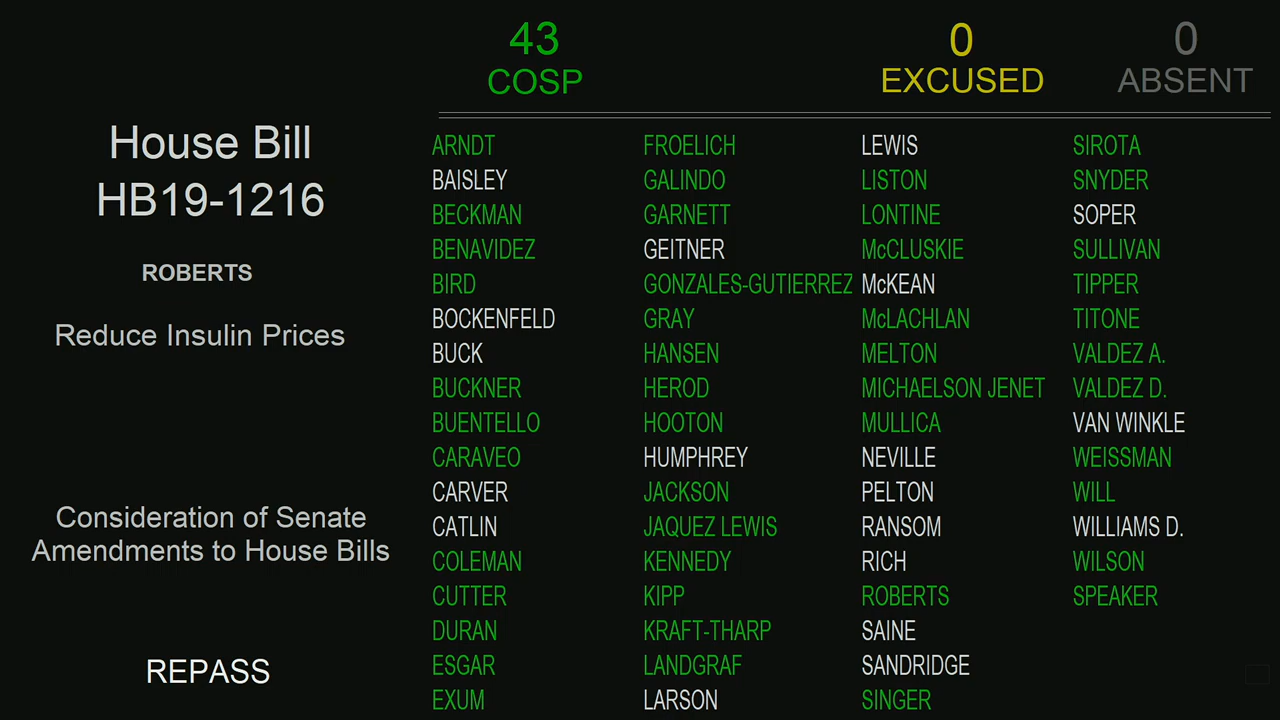 43
COSP
0
EXCUSED
0
ABSENT
House Bill
HB19-1216
ROBERTS
Reduce Insulin Prices
Consideration of Senate
Amendments to House Bills
REPASS
ARNDT
BAISLEY
BECKMAN
BENAVIDEZ
BIRD
BOCKENFELD
BUCK
BUCKNER
BUENTELLO
CARAVEO
CARVER
CATLIN
COLEMAN
CUTTER
DURAN
ESGAR
EXUM
FROELICH
GALINDO
GARNETT
GEITNER
GONZALES-GUTIERREZ
GRAY
HANSEN
HEROD
HOOTON
HUMPHREY
JACKSON
JAQUEZ LEWIS
KENNEDY
KIPP
KRAFT-THARP
LANDGRAF
LARSON
LEWIS
LISTON
LONTINE
McCLUSKIE
McKEAN
McLACHLAN
MELTON
MICHAELSON JENET
MULLICA
NEVILLE
PELTON
RANSOM
RICH
ROBERTS
SAINE
SANDRIDGE
SINGER
SIROTA
SNYDER
SOPER
SULLIVAN
TIPPER
TITONE
VALDEZ A.
VALDEZ D.
VAN WINKLE
WEISSMAN
WILL
WILLIAMS D.
WILSON
SPEAKER